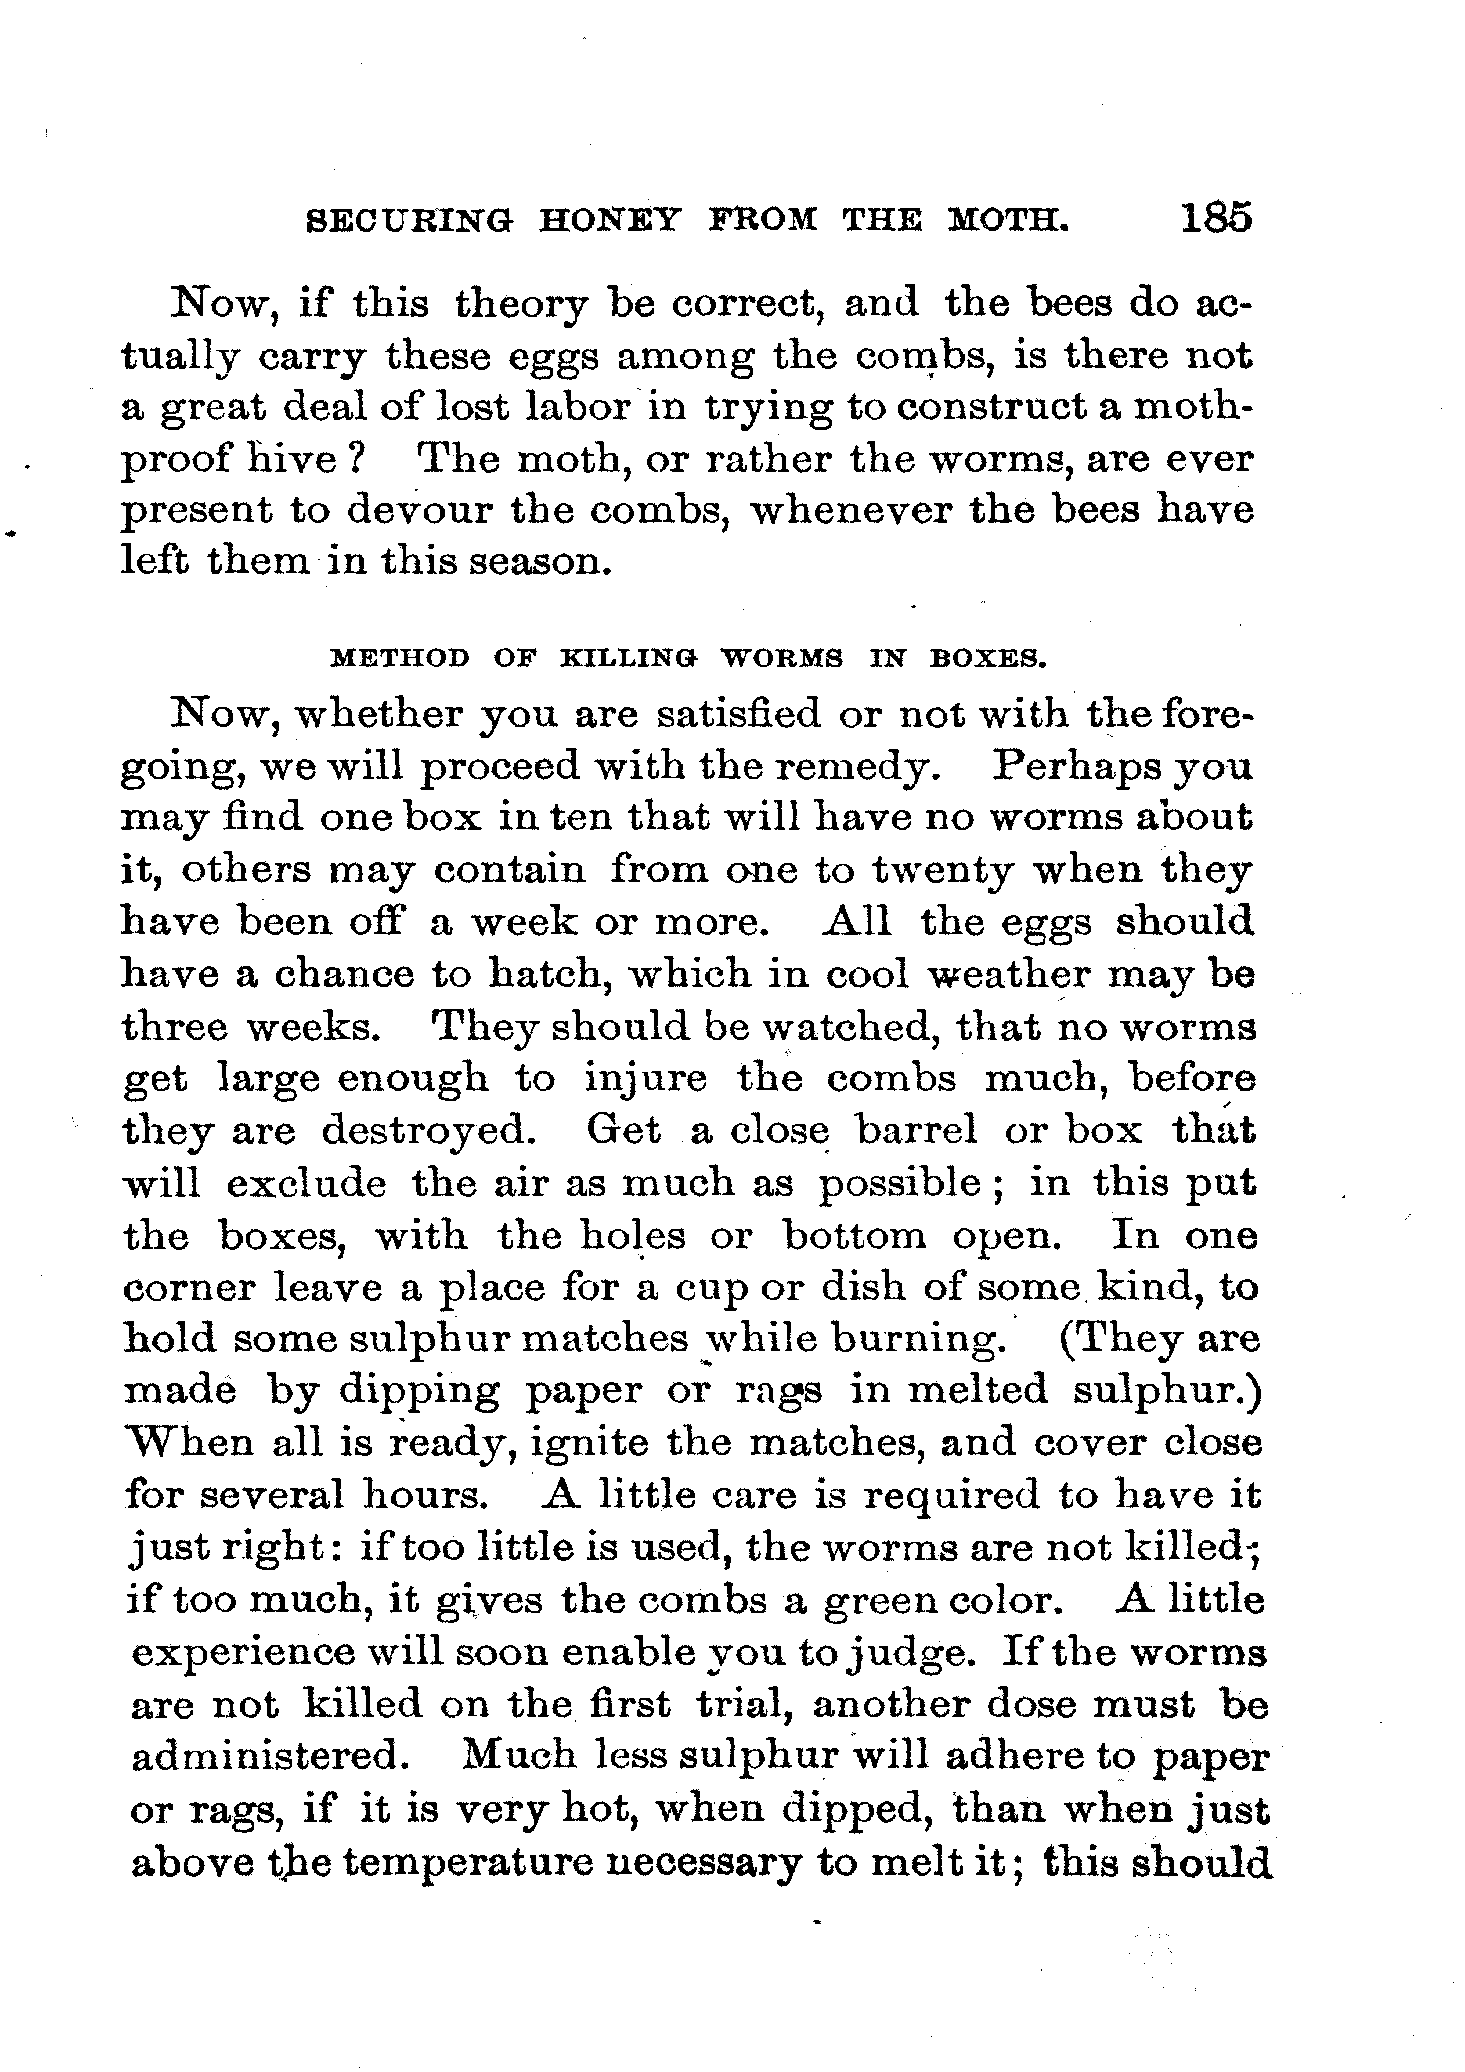 SECURING HONEY FROM THE MOTH. 185
Now, if this theory be correct, and the bees do ac-
tually carry these eggs among the combs, is there not
a great deal of lost labor in trying to construct a moth-
proof hive? The moth, or rather the worms, are ever
present to devour the combs, whenever the bees have
left them in this season.
METHOD OF KILLING WORMS IN BOXES.
Now, whether you are satisfied or not with the fore-
going, we will proceed with the remedy. Perhaps you
may find one box in ten that will have no worms about
it, others may contain from one to twenty when they
have been off a week or more. All the eggs should
have a chance to hatch, which in cool weather may be
three weeks. They should be watched, that no worms
get large enough to injure the combs much, before
they are destroyed. Get a close barrel or box that
will exclude the air as much as possible; in this put
the boxes, with the holes or bottom open. In one
corner leave a place for a cup or dish of some kind, to
hold some sulphur matches while burning. (They are
made by dipping paper or rags in melted sulphur.)
When all is ready, ignite the matches, and cover close
for several hours. A little care is required to have it
just right: if too little is used, the worms are not killed;
if too much, it gives the combs a green color. A little
experience will soon enable you to judge. If the worms
are not killed on the first trial, another dose must be
administered. Much less sulphur will adhere to paper
or rags, if it is very hot, when dipped, than when just
above the temperature necessary to melt it; this should